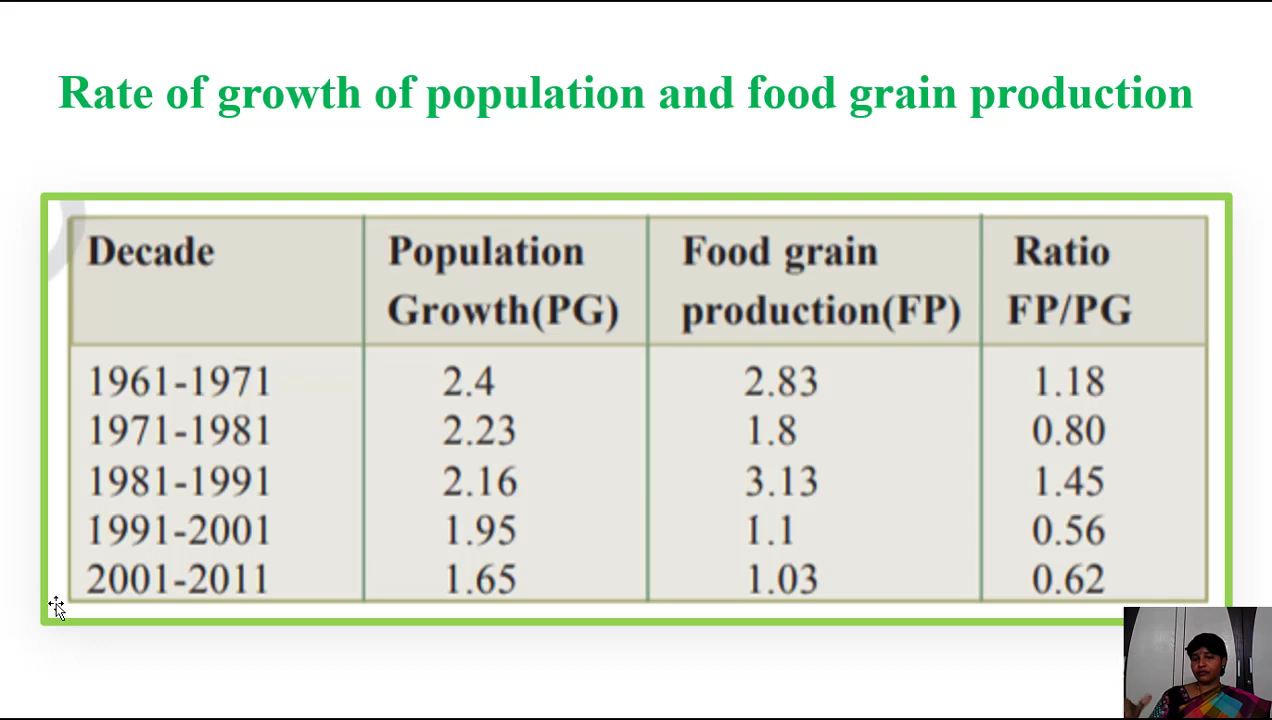 Rate of growth of population and food grain production
Decade Population Growth(PG) Food grain production(FP) Ratio FP/PG
1961-1971 2.4 2.83 1.18
1971-1981 2.23 1.8 0.80
1981-1991 2.16 3.13 1.45
1991-2001 1.95 1.1 0.56
2001-2011 1.65 1.03 0.62